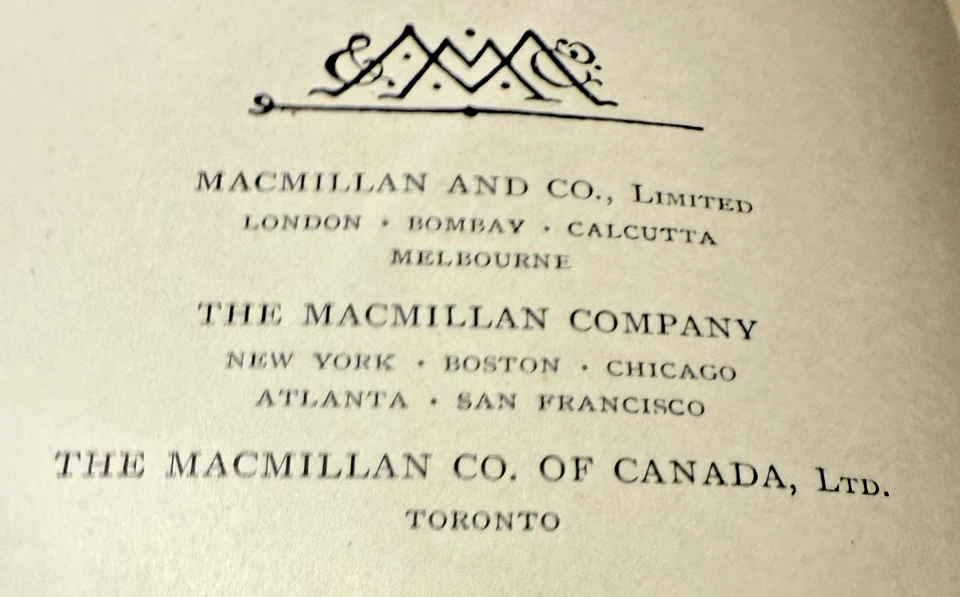 MACMILLAN AND CO., LIMITED
LONDON · BOMBAY · CALCUTTA
MELBOURNE
THE MACMILLAN COMPANY
NEW YORK · BOSTON · CHICAGO
ATLANTA · SAN FRANCISCO
THE MACMILLAN CO. OF CANADA, LTD.
TORONTO